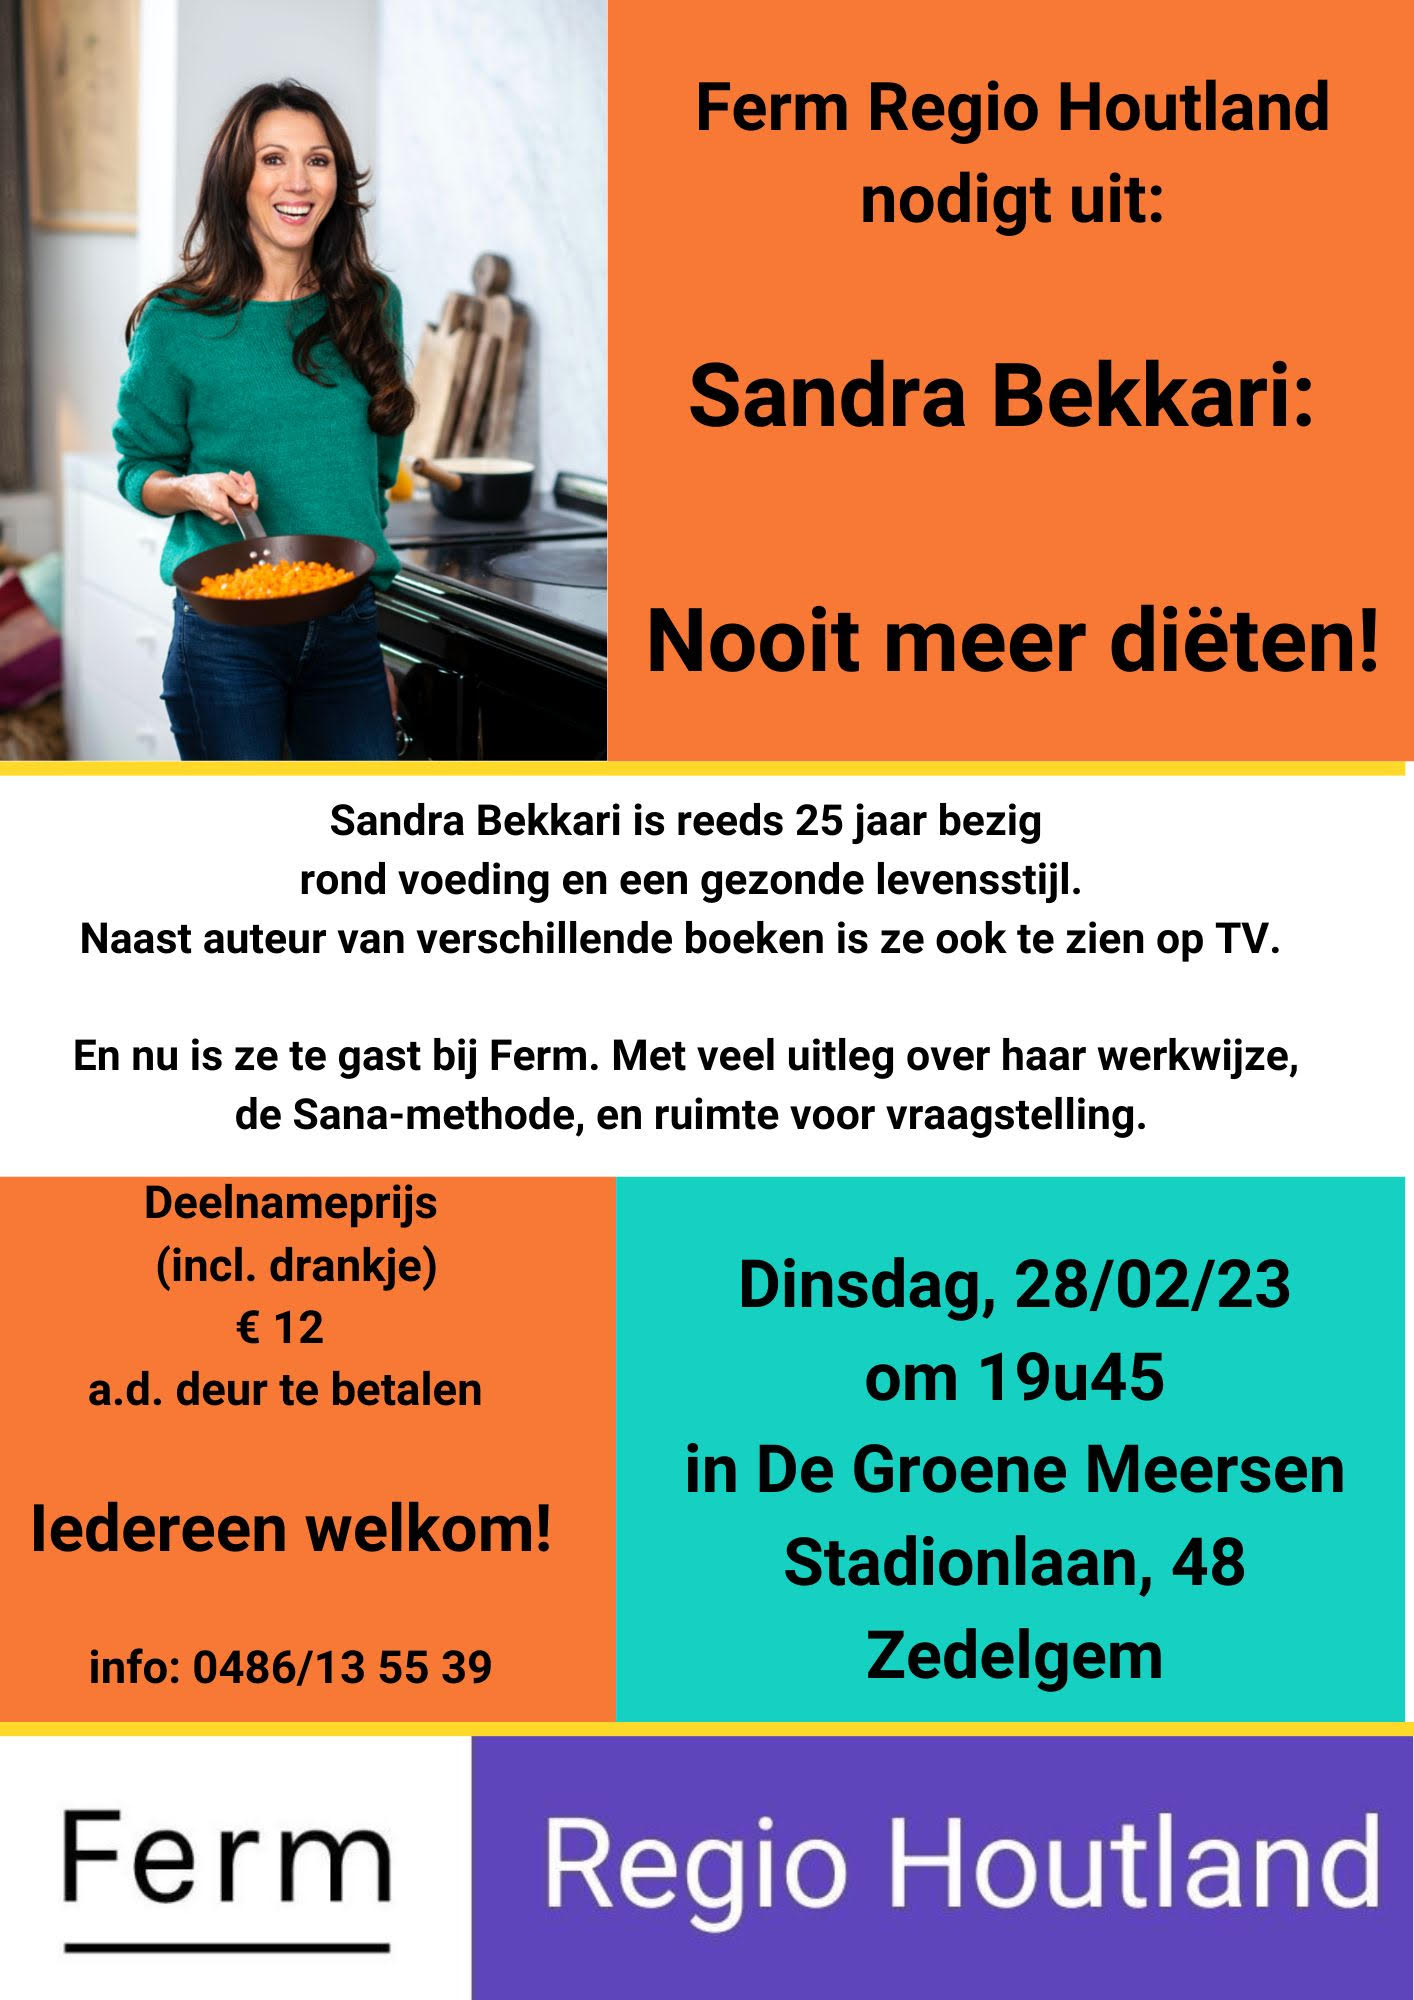 Ferm Regio Houtland
nodigt uit:
Sandra Bekkari:
Nooit meer diëten!
Sandra Bekkari is reeds 25 jaar bezig
rond voeding en een gezonde levensstijl.
Naast auteur van verschillende boeken is ze ook te zien op TV.
En nu is ze te gast bij Ferm. Met veel uitleg over haar werkwijze,
de Sana-methode, en ruimte voor vraagstelling.
Deelnameprijs
(incl. drankje)
€ 12
a.d. deur te betalen
Iedereen welkom!
info: 0486/13 55 39
Dinsdag, 28/02/23
om 19u45
in De Groene Meersen
Stadionlaan, 48
Zedelgem
Ferm
Regio Houtland